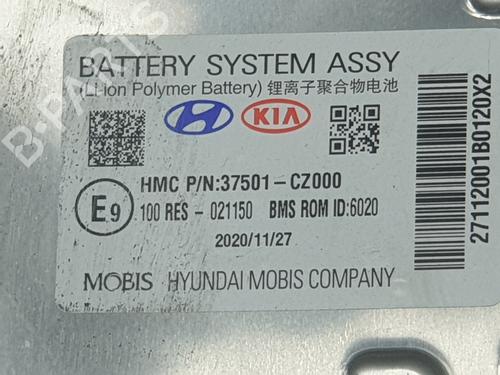 BATTERY SYSTEM ASSY
(Li-ion Polymer Battery) 锂离子聚合物电池
HYUNDAI KIA
HMC P/N:37501-CZ000
E9 100 RES - 021150 BMS ROM ID:6020
2020/11/27
MOBIS HYUNDAI MOBIS COMPANY
27112001B0120X2
B-PARTS